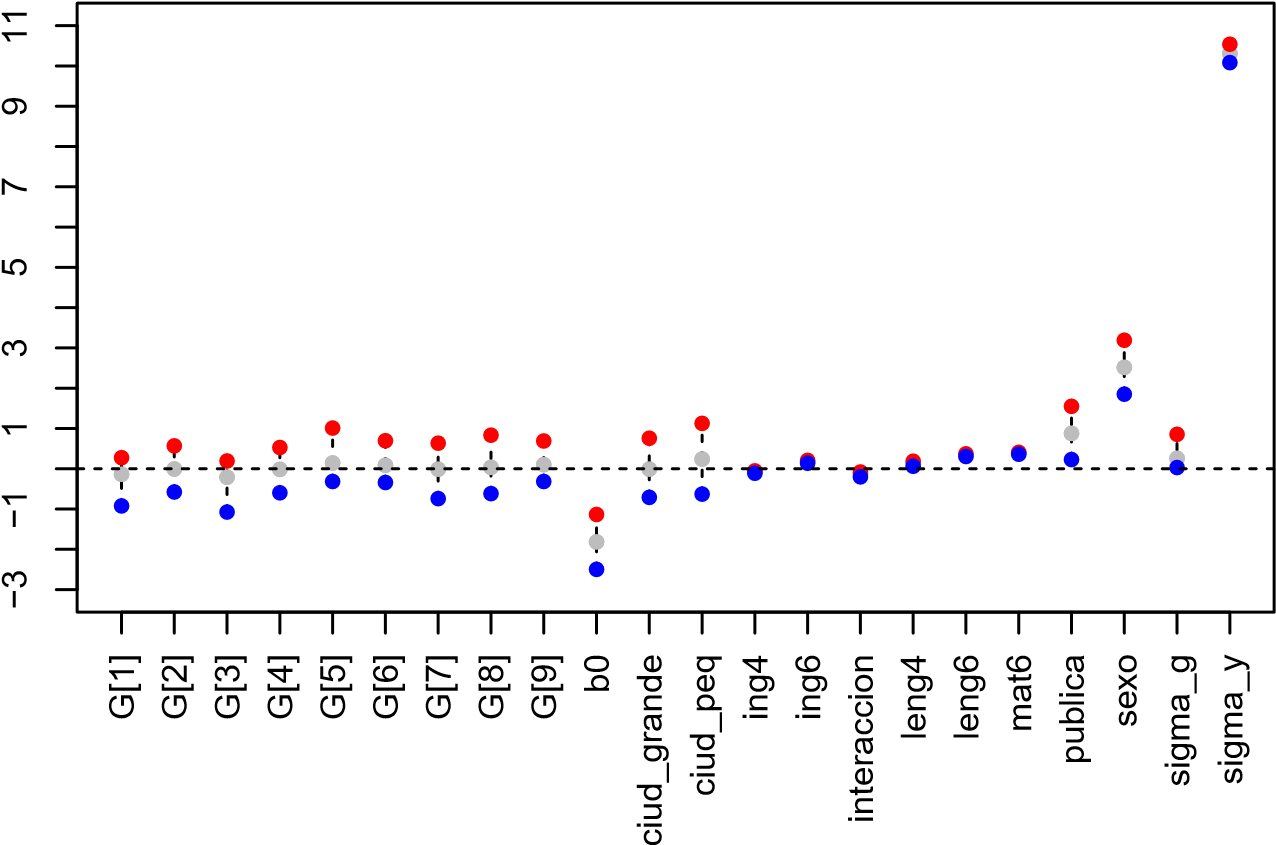 11
9
7
5
3
1
−1
−3
G[1]
G[2]
G[3]
G[4]
G[5]
G[6]
G[7]
G[8]
G[9]
b0
ciud_grande
ciud_peq
ing4
ing6
interaccion
leng4
leng6
mat6
publica
sexo
sigma_g
sigma_y